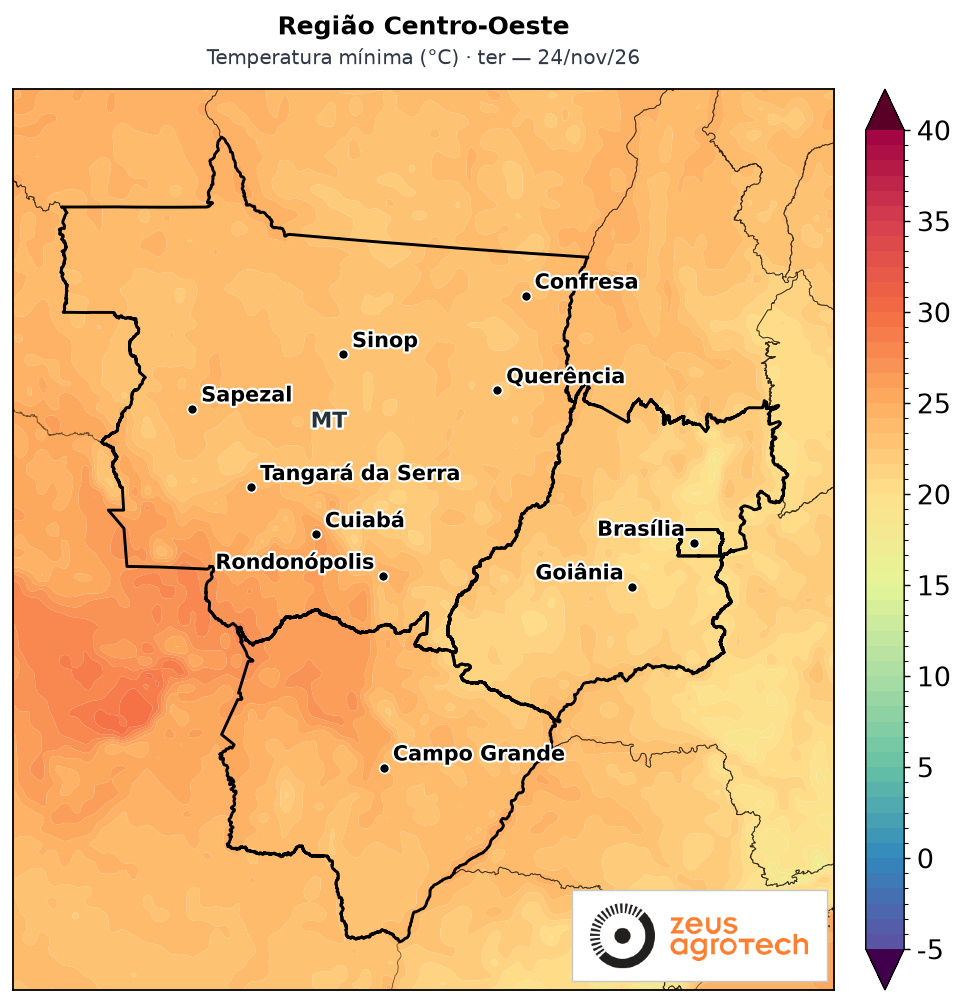 Região Centro-Oeste
Temperatura mínima (°C) · ter — 24/nov/26
40
35
30
25
20
15
10
5
0
-5
Confresa
Sinop
Querência
Sapezal
MT
Tangará da Serra
Cuiabá
Brasília
Rondonópolis
Goiânia
Campo Grande
zeus
agrotech